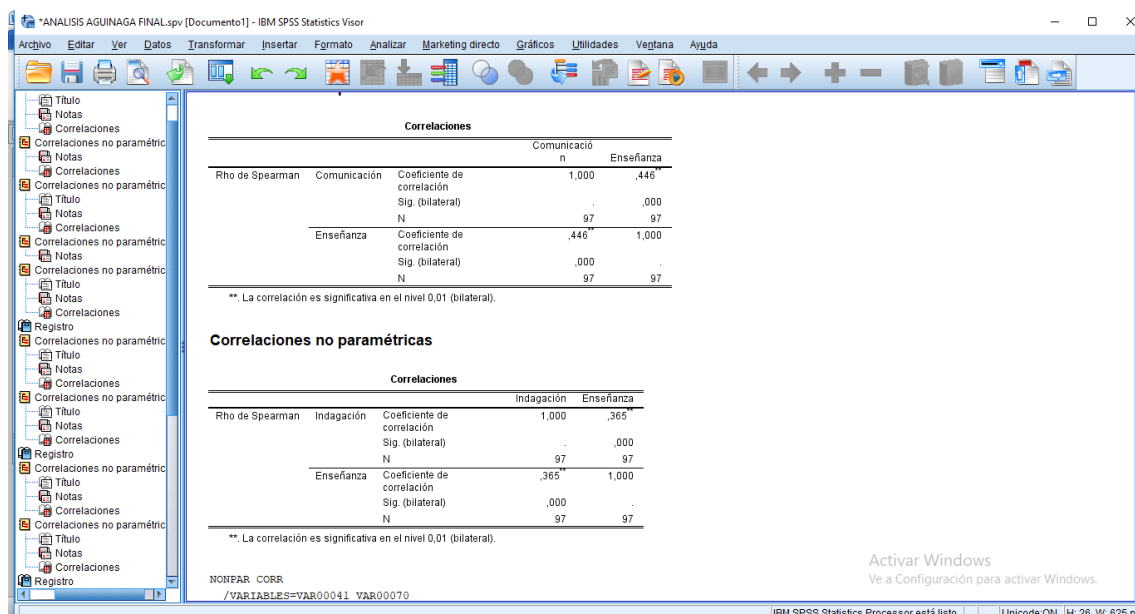 *ANALISIS AGUINAGA FINAL.spv [Documento1] - IBM SPSS Statistics Visor
Archivo Editar Ver Datos Transformar Insertar Formato Analizar Marketing directo Gráficos Utilidades Ventana Ayuda
Título
Notas
Correlaciones
Correlaciones no paramétric
Notas
Correlaciones
Correlaciones no paramétric
Título
Notas
Correlaciones
Correlaciones no paramétric
Notas
Correlaciones no paramétric
Título
Notas
Correlaciones
Registro
Correlaciones no paramétric
Título
Notas
Correlaciones
Correlaciones no paramétric
Título
Notas
Correlaciones
Registro
Correlaciones no paramétric
Título
Notas
Correlaciones
Correlaciones no paramétric
Título
Notas
Correlaciones
Registro
Correlaciones
Comunicació
n Enseñanza
Rho de Spearman Comunicación Coeficiente de 1,000 ,446**
correlación
Sig. (bilateral) . ,000
N 97 97
Enseñanza Coeficiente de ,446** 1,000
correlación
Sig. (bilateral) ,000 .
N 97 97
**. La correlación es significativa en el nivel 0,01 (bilateral).
Correlaciones no paramétricas
Correlaciones
Indagación Enseñanza
Rho de Spearman Indagación Coeficiente de 1,000 ,365**
correlación
Sig. (bilateral) . ,000
N 97 97
Enseñanza Coeficiente de ,365** 1,000
correlación
Sig. (bilateral) ,000 .
N 97 97
**. La correlación es significativa en el nivel 0,01 (bilateral).
NONPAR CORR
/VARIABLES=VAR00041 VAR00070
Activar Windows
Ve a Configuración para activar Windows.
IBM SPSS Statistics Processor está listo Unicode:ON H: 26, W: 625 p